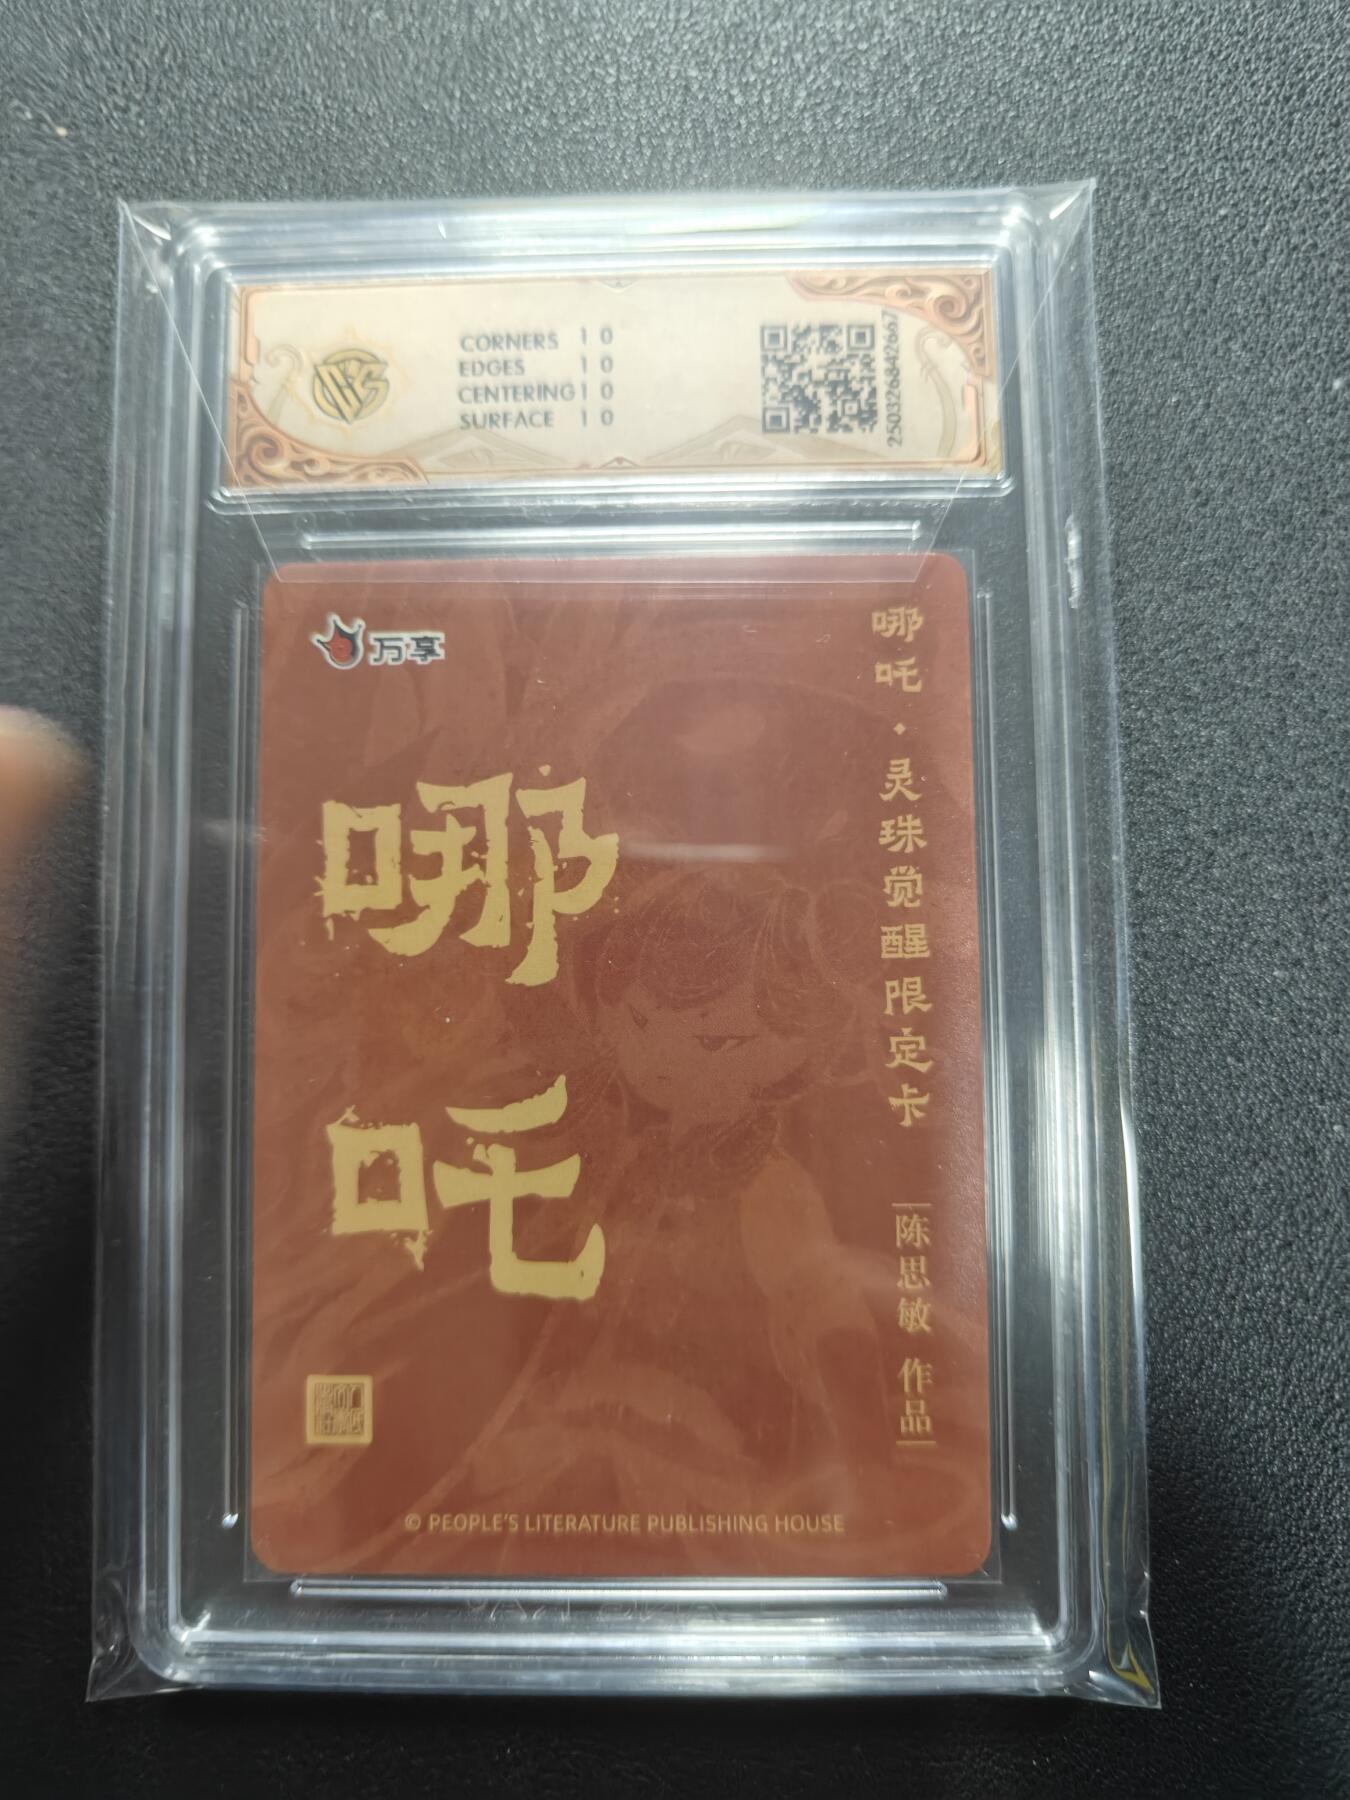 CORNERS 10
EDGES 10
CENTERING 10
SURFACE 10
2503268442667
万享
哪吒
哪吒·灵珠觉醒限定卡
陈思敏 作品
© PEOPLE'S LITERATURE PUBLISHING HOUSE